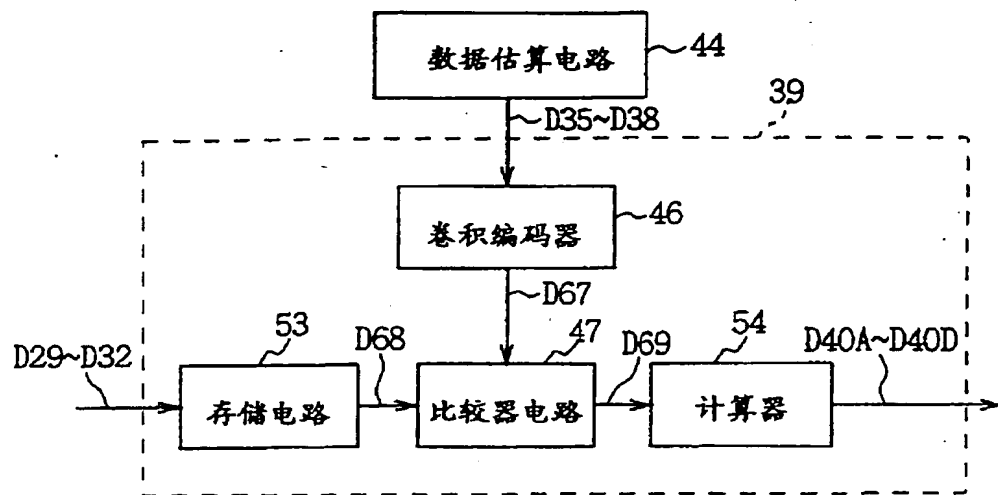 数据估算电路
44
39
D35~D38
卷积编码器
46
D67
D29~D32
53
D68
47
D69
54
D40A~D40D
存储电路
比较器电路
计算器